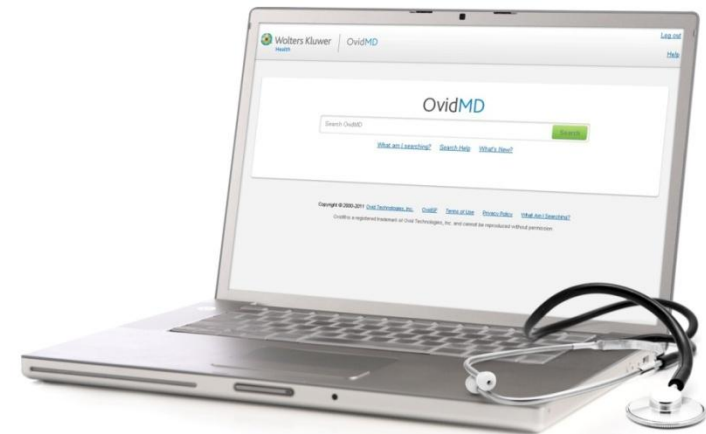 Wolters Kluwer
Health
OvidMD
Log out
Help
OvidMD
Search OvidMD
Search
What am I searching? Search Help What's New?
Copyright © 2000-2011 Ovid Technologies, Inc. OvidSP Terms of Use Privacy Policy What Am I Searching?
OvidMD is a registered trademark of Ovid Technologies, Inc. and cannot be reproduced without permission.